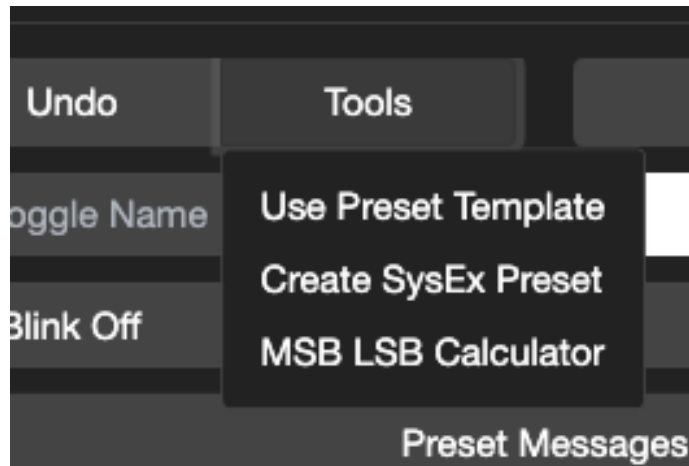 Undo
Tools
oggle Name
Use Preset Template
Create SysEx Preset
Blink Off
MSB LSB Calculator
Preset Messages